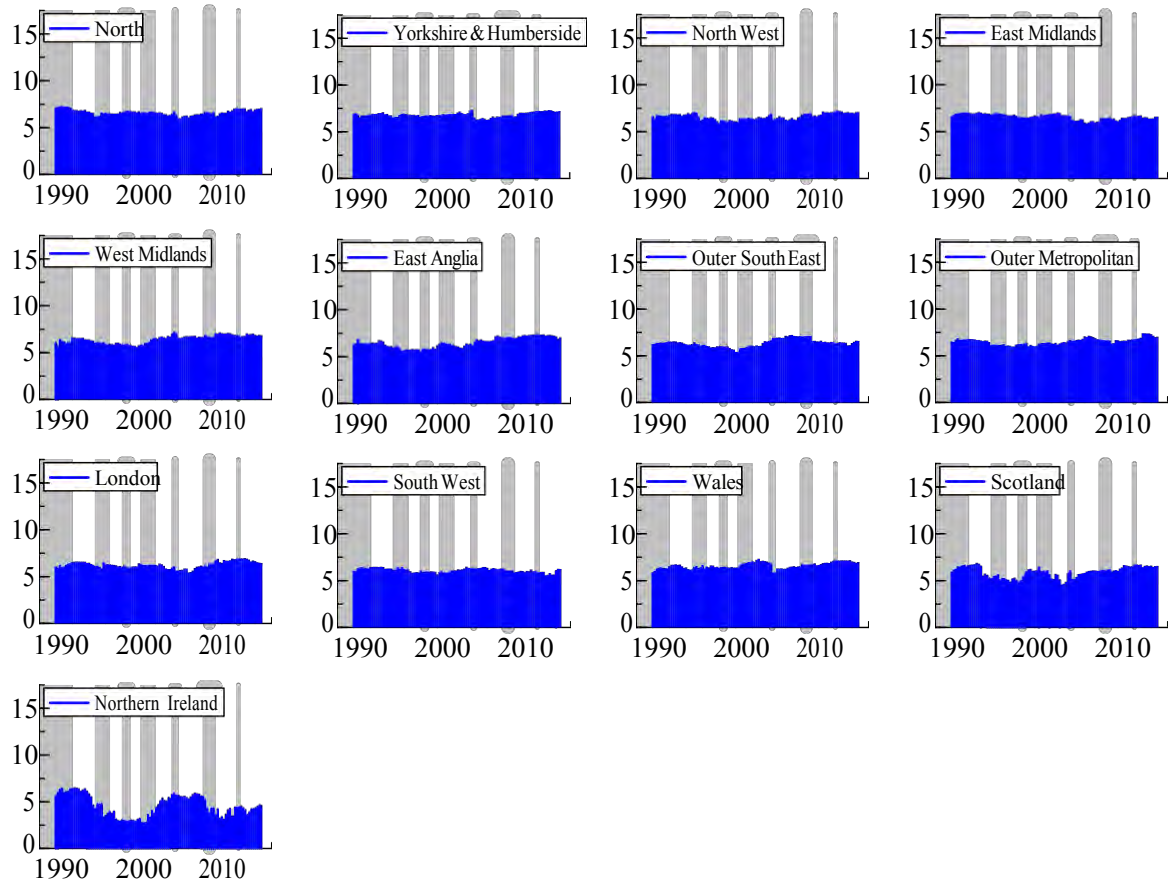 North
Yorkshire & Humberside
North West
East Midlands
15
15
15
15
10
10
10
10
5
5
5
5
0
0
0
0
1990 2000 2010
1990 2000 2010
1990 2000 2010
1990 2000 2010
West Midlands
East Anglia
Outer South East
Outer Metropolitan
15
15
15
15
10
10
10
10
5
5
5
5
0
0
0
0
1990 2000 2010
1990 2000 2010
1990 2000 2010
1990 2000 2010
London
South West
Wales
Scotland
15
15
15
15
10
10
10
10
5
5
5
5
0
0
0
0
1990 2000 2010
1990 2000 2010
1990 2000 2010
1990 2000 2010
Northern Ireland
15
10
5
0
1990 2000 2010